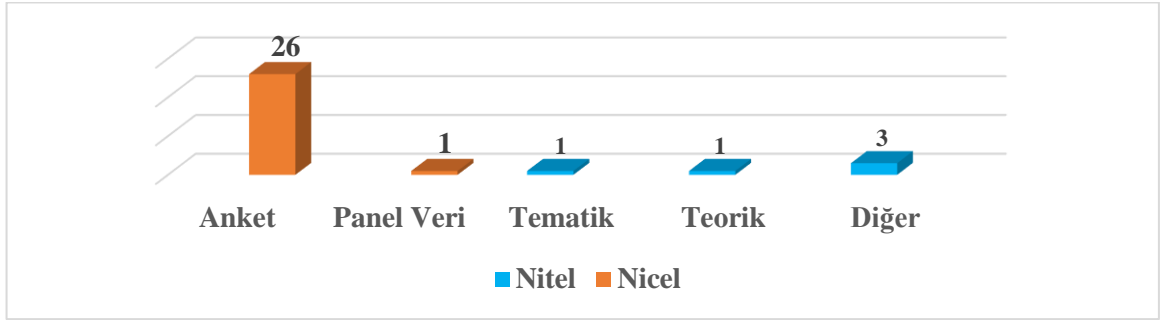 26
1
1
1
3
Anket
Panel Veri
Tematik
Teorik
Diğer
Nitel
Nicel